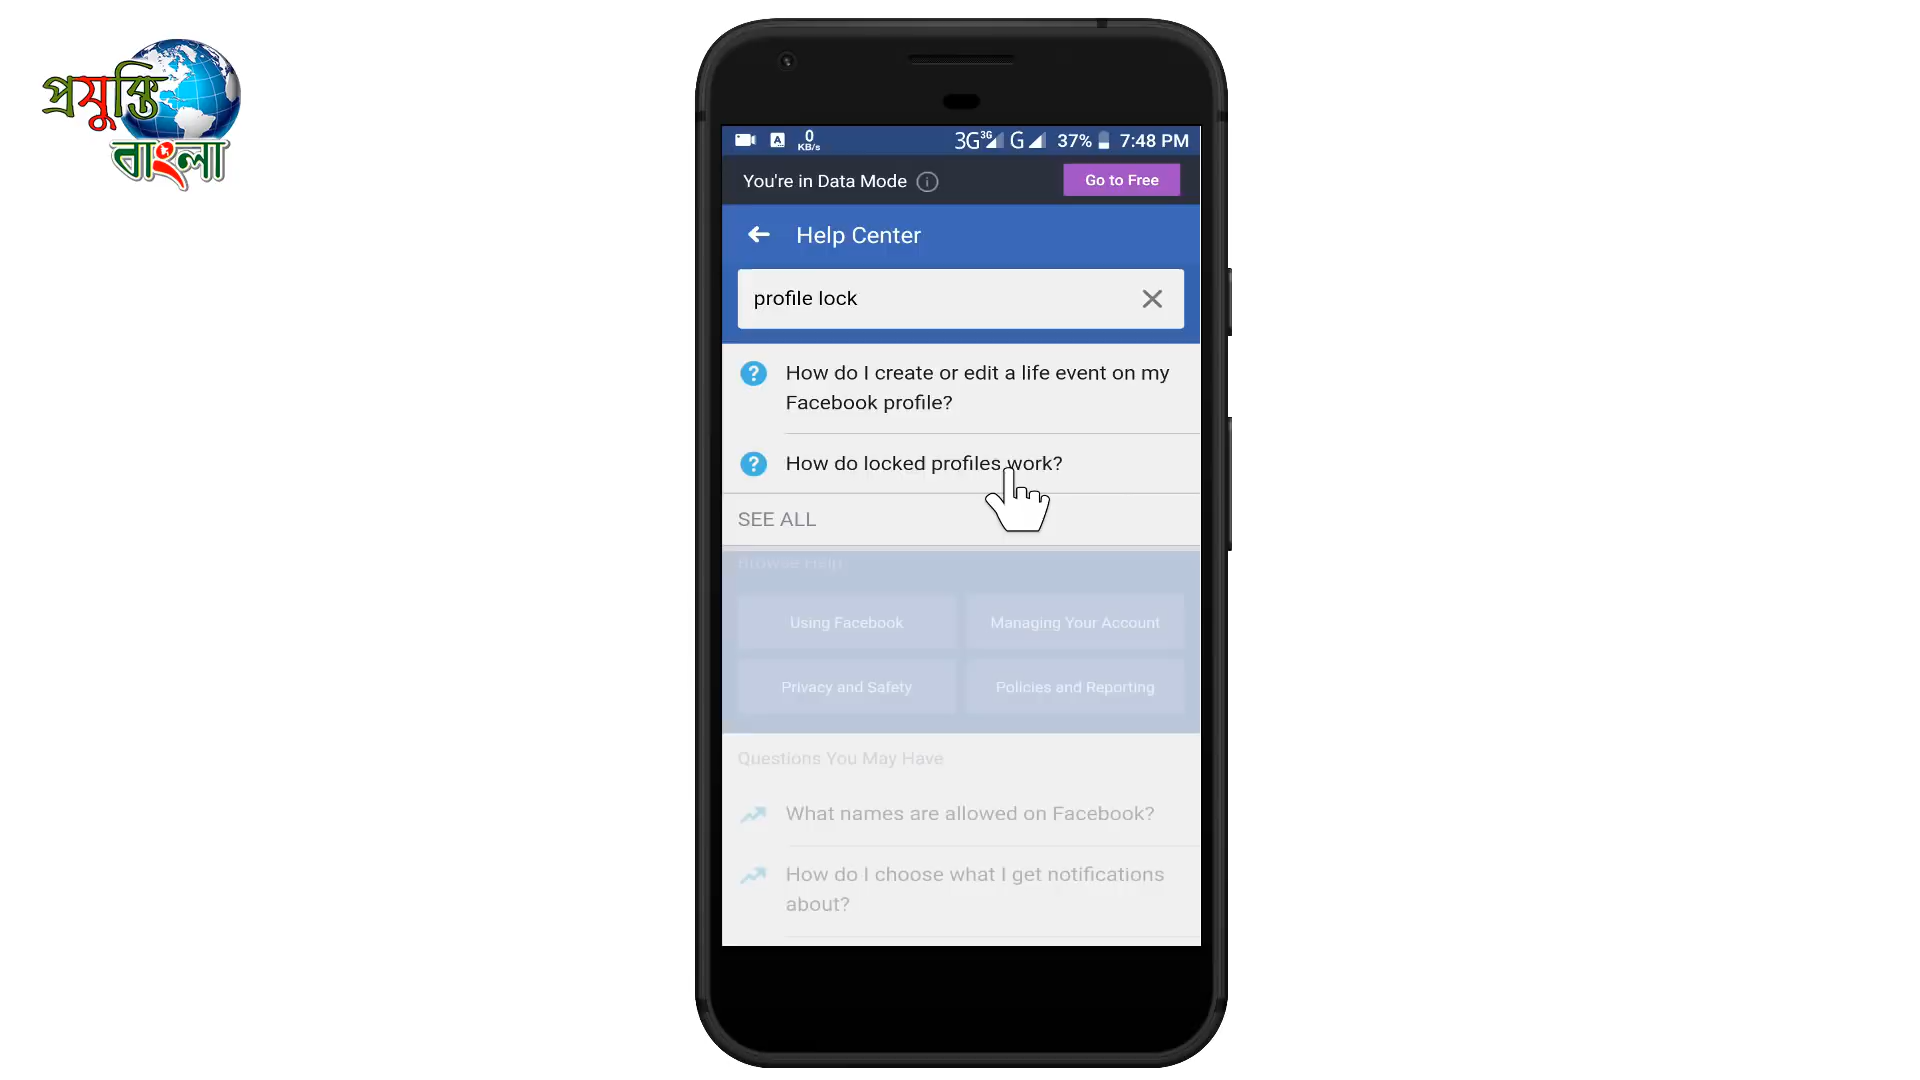 প্রযুক্তি
বাংলা
0
KB/s
3G 3G G 37% 7:48 PM
You're in Data Mode
Go to Free
Help Center
profile lock
How do I create or edit a life event on my
Facebook profile?
How do locked profiles work?
SEE ALL
Browse Help
Using Facebook
Managing Your Account
Privacy and Safety
Policies and Reporting
Questions You May Have
What names are allowed on Facebook?
How do I choose what I get notifications
about?